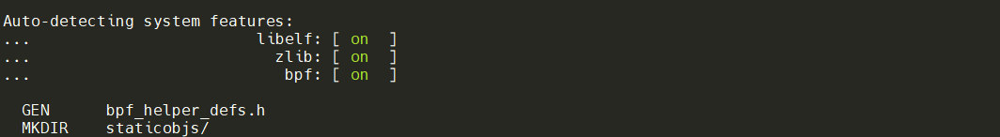 Auto-detecting system features:
...                        libelf: [ on  ]
...                          zlib: [ on  ]
...                           bpf: [ on  ]
  GEN      bpf_helper_defs.h
  MKDIR    staticobjs/